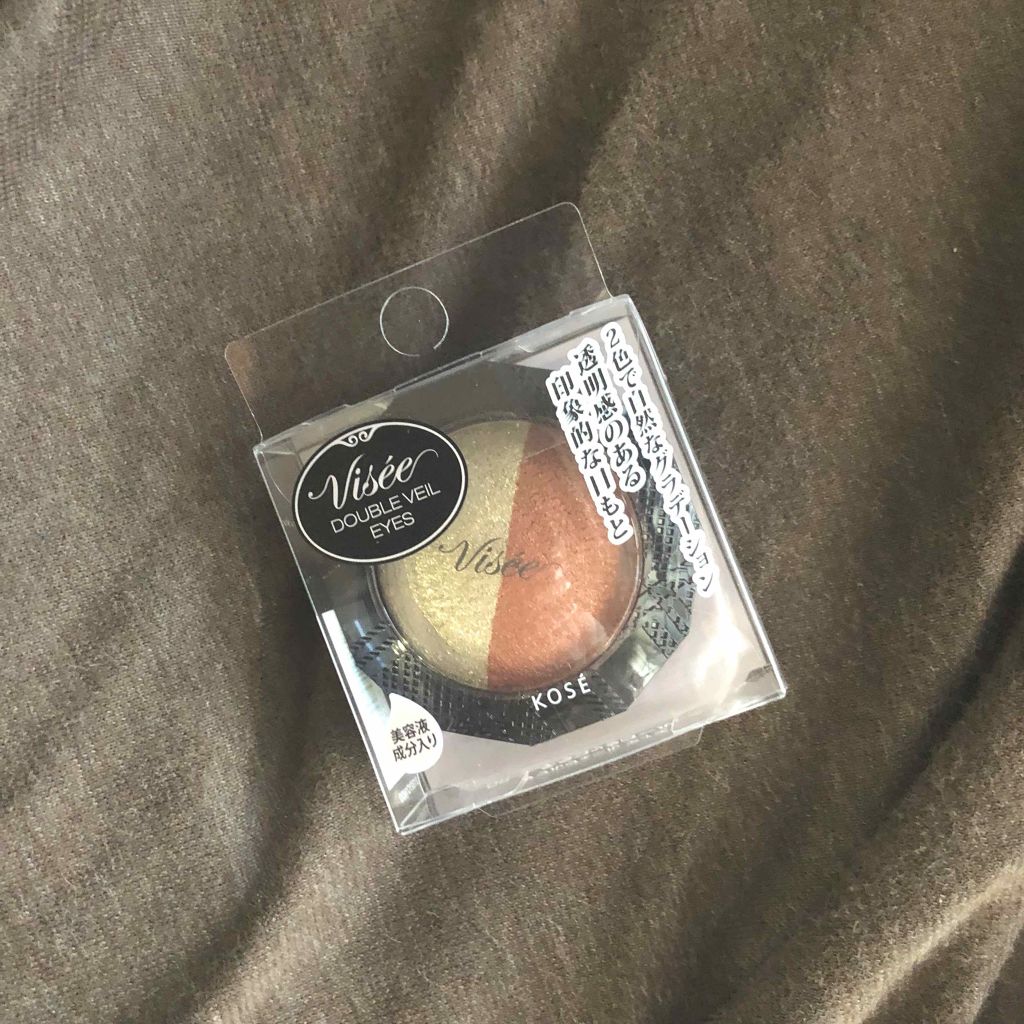 Visée
DOUBLE VEIL
EYES
2色で自然なグラデーション
透明感のある
印象的な目もと
Visée
KOSÉ
美容液
成分入り